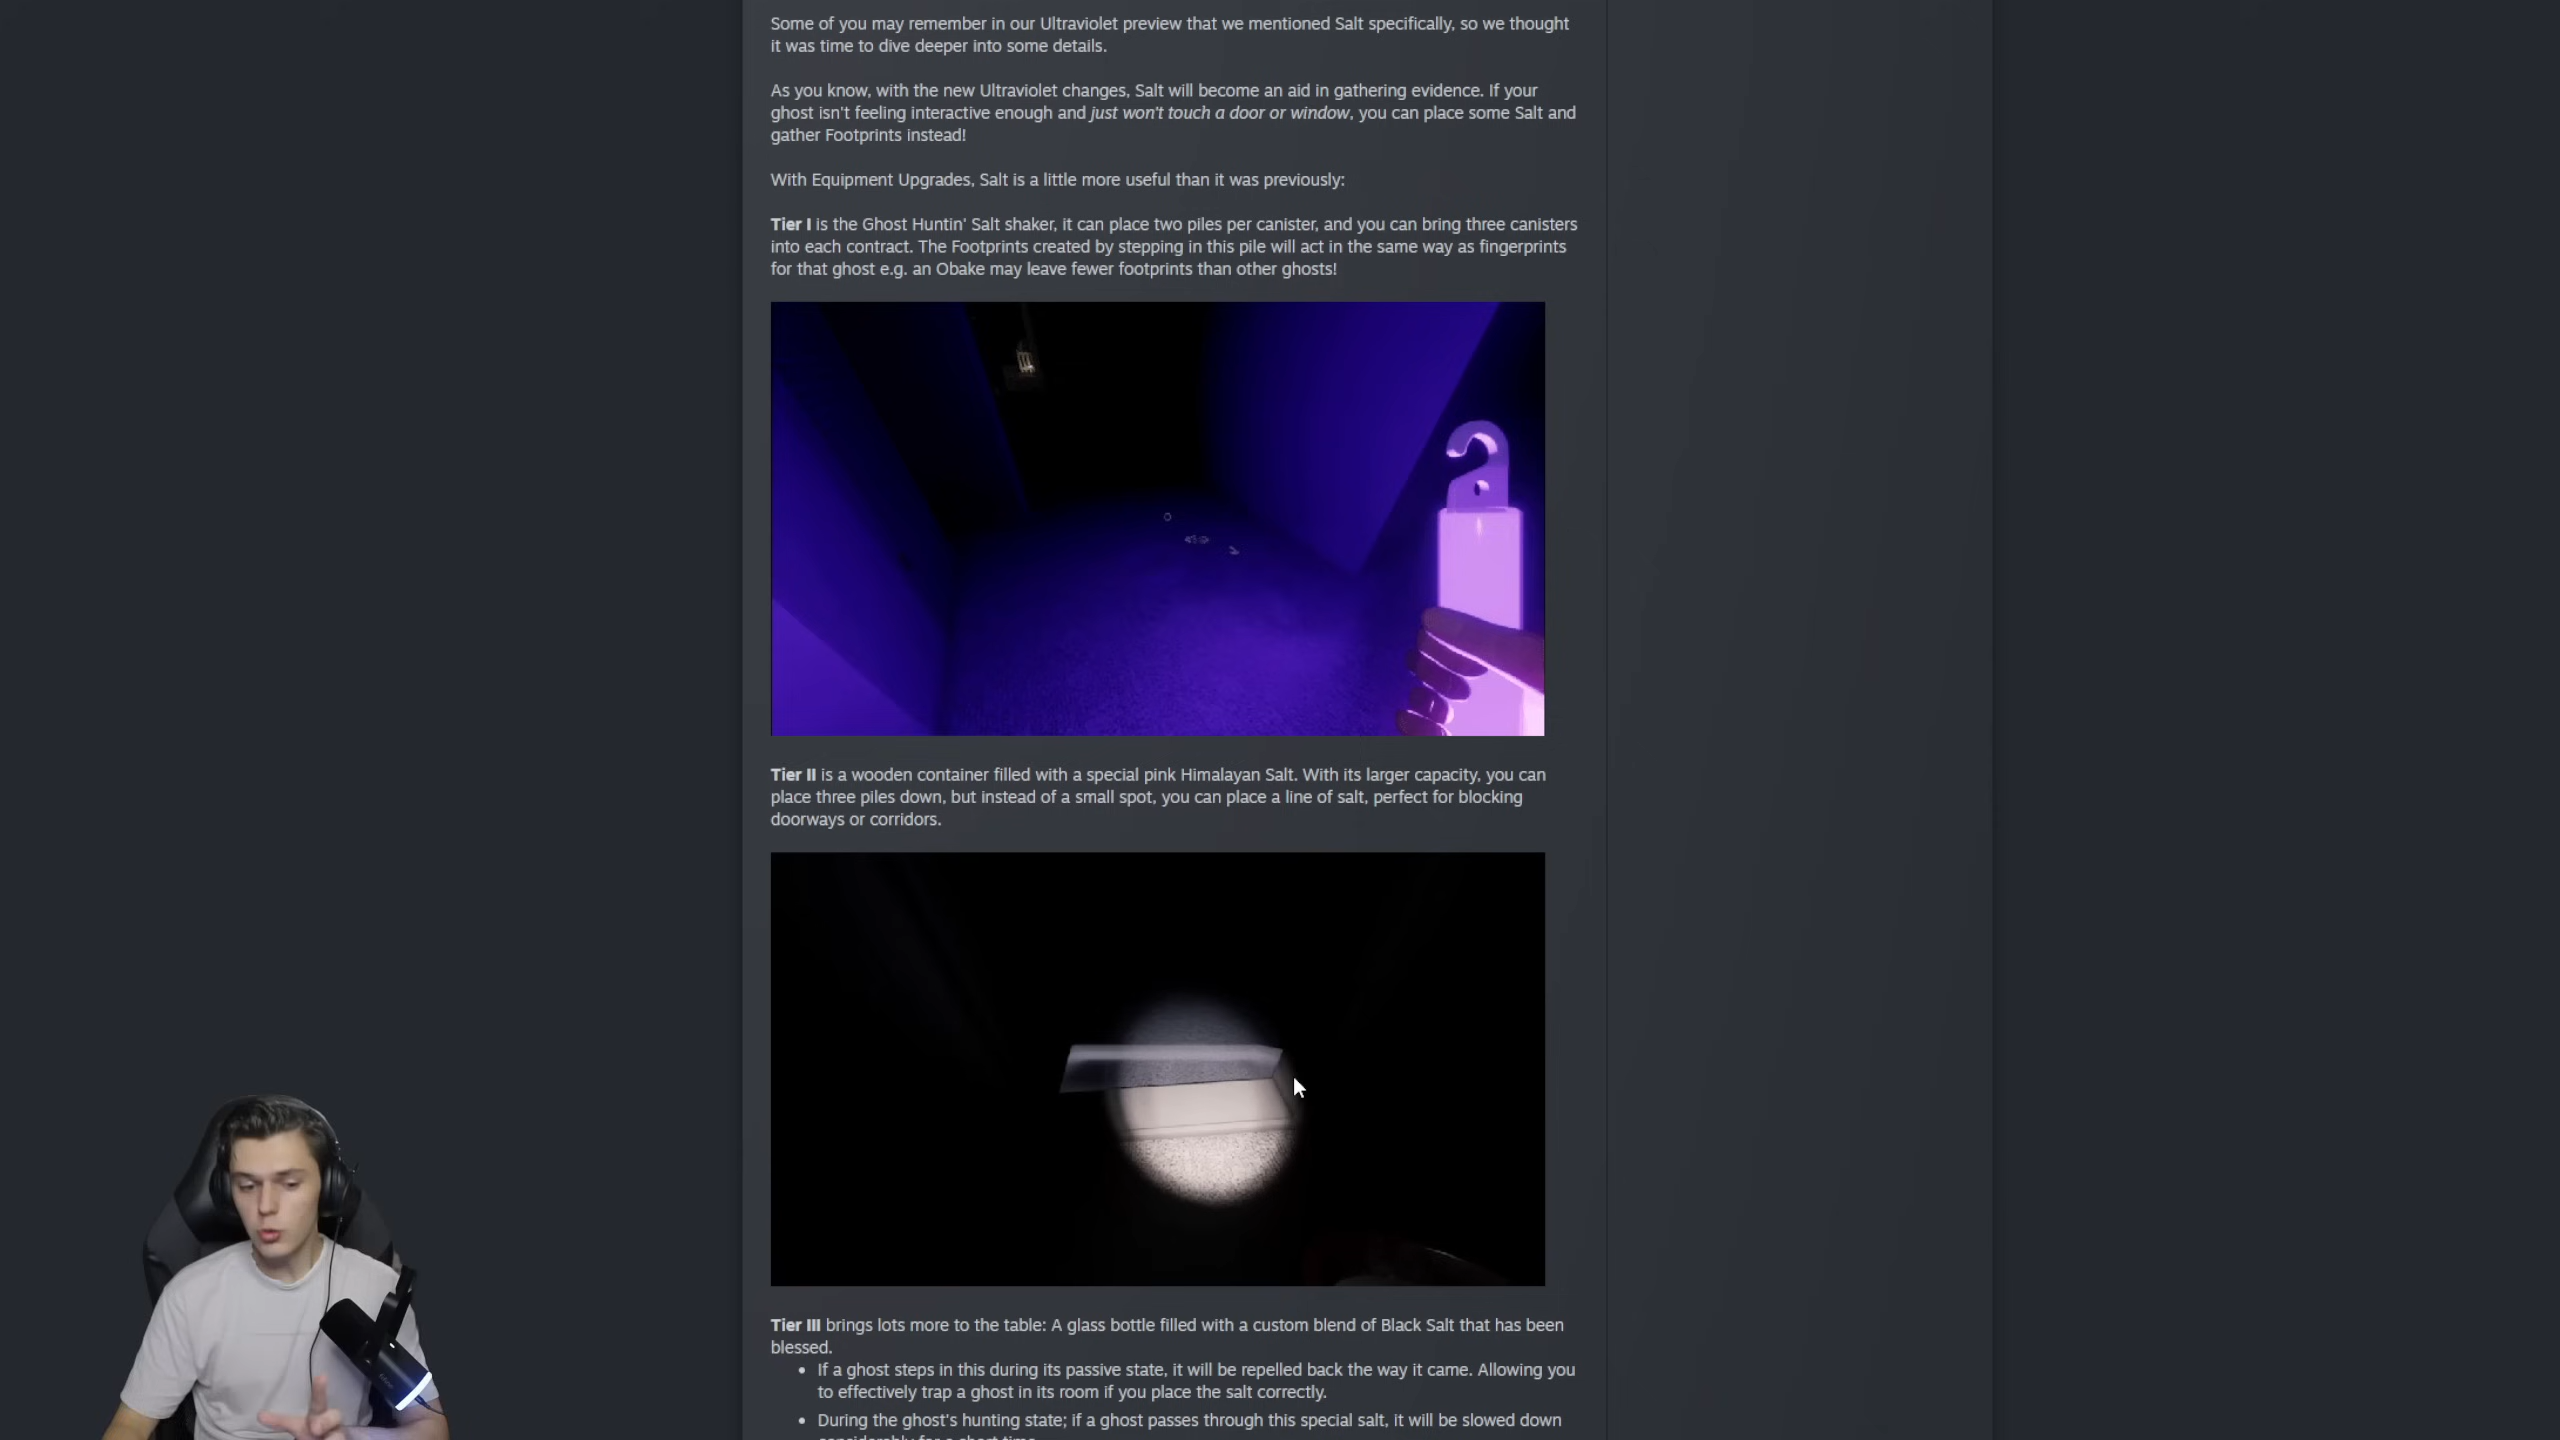 Some of you may remember in our Ultraviolet preview that we mentioned Salt specifically, so we thought
it was time to dive deeper into some details.
As you know, with the new Ultraviolet changes, Salt will become an aid in gathering evidence. If your
ghost isn't feeling interactive enough and just won't touch a door or window, you can place some Salt and
gather Footprints instead!
With Equipment Upgrades, Salt is a little more useful than it was previously:
Tier I is the Ghost Huntin' Salt shaker, it can place two piles per canister, and you can bring three canisters
into each contract. The Footprints created by stepping in this pile will act in the same way as fingerprints
for that ghost e.g. an Obake may leave fewer footprints than other ghosts!
Tier II is a wooden container filled with a special pink Himalayan Salt. With its larger capacity, you can
place three piles down, but instead of a small spot, you can place a line of salt, perfect for blocking
doorways or corridors.
Tier III brings lots more to the table: A glass bottle filled with a custom blend of Black Salt that has been
blessed.
• If a ghost steps in this during its passive state, it will be repelled back the way it came. Allowing you
to effectively trap a ghost in its room if you place the salt correctly.
• During the ghost's hunting state; if a ghost passes through this special salt, it will be slowed down